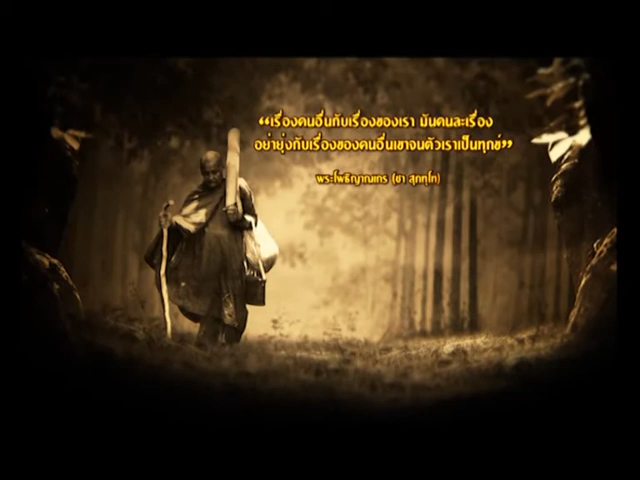 “เรื่องคนอื่นกับเรื่องของเรา มันคนละเรื่อง
อย่ายุ่งกับเรื่องของคนอื่นเขาจนตัวเราเป็นทุกข์”
พระโพธิญาณเถร (ชา สุภทฺโท)